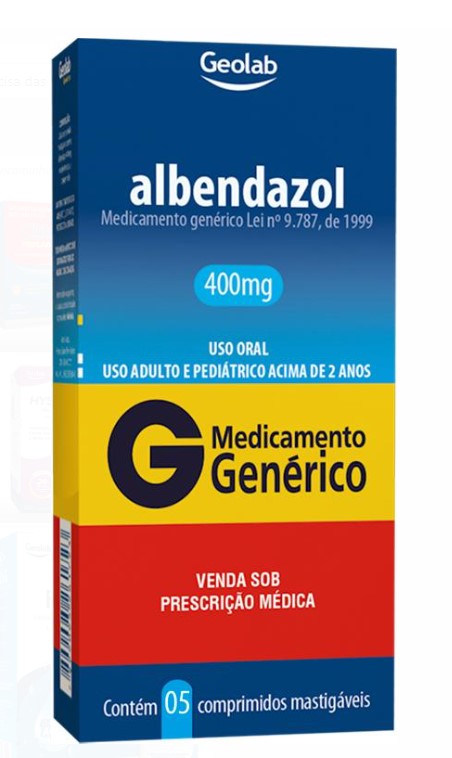 Geolab
albendazol
Medicamento genérico Lei nº 9.787, de 1999
400mg
USO ORAL
USO ADULTO E PEDIÁTRICO ACIMA DE 2 ANOS
G Medicamento
Genérico
VENDA SOB
PRESCRIÇÃO MÉDICA
Contém 05 comprimidos mastigáveis